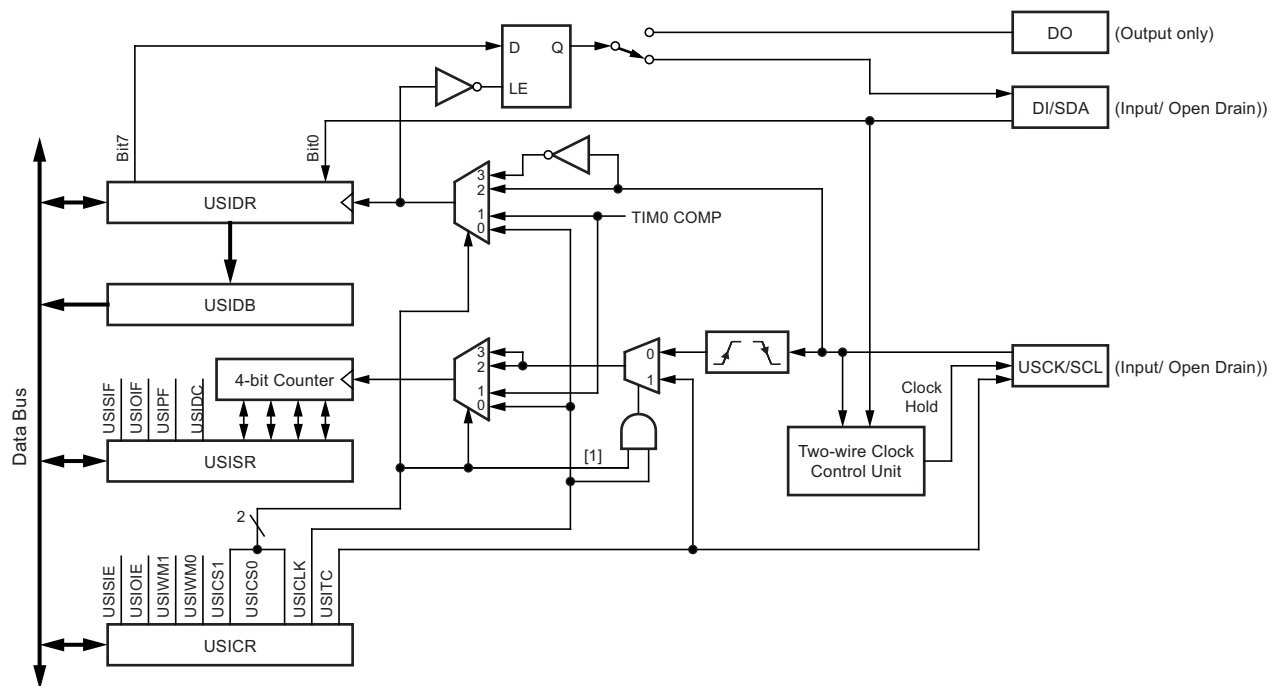 D
Q
LE
DO
(Output only)
DI/SDA
(Input/ Open Drain))
Bit7
Bit0
USIDR
3
2
1
0
TIM0 COMP
USIDB
3
2
1
0
0
1
USCK/SCL
(Input/ Open Drain))
Clock
Hold
4-bit Counter
USISIF
USIOIF
USIPF
USIDC
USISR
[1]
Two-wire Clock
Control Unit
Data Bus
2
USISIE
USIOIE
USIWM1
USIWM0
USICS1
USICS0
USICLK
USITC
USICR